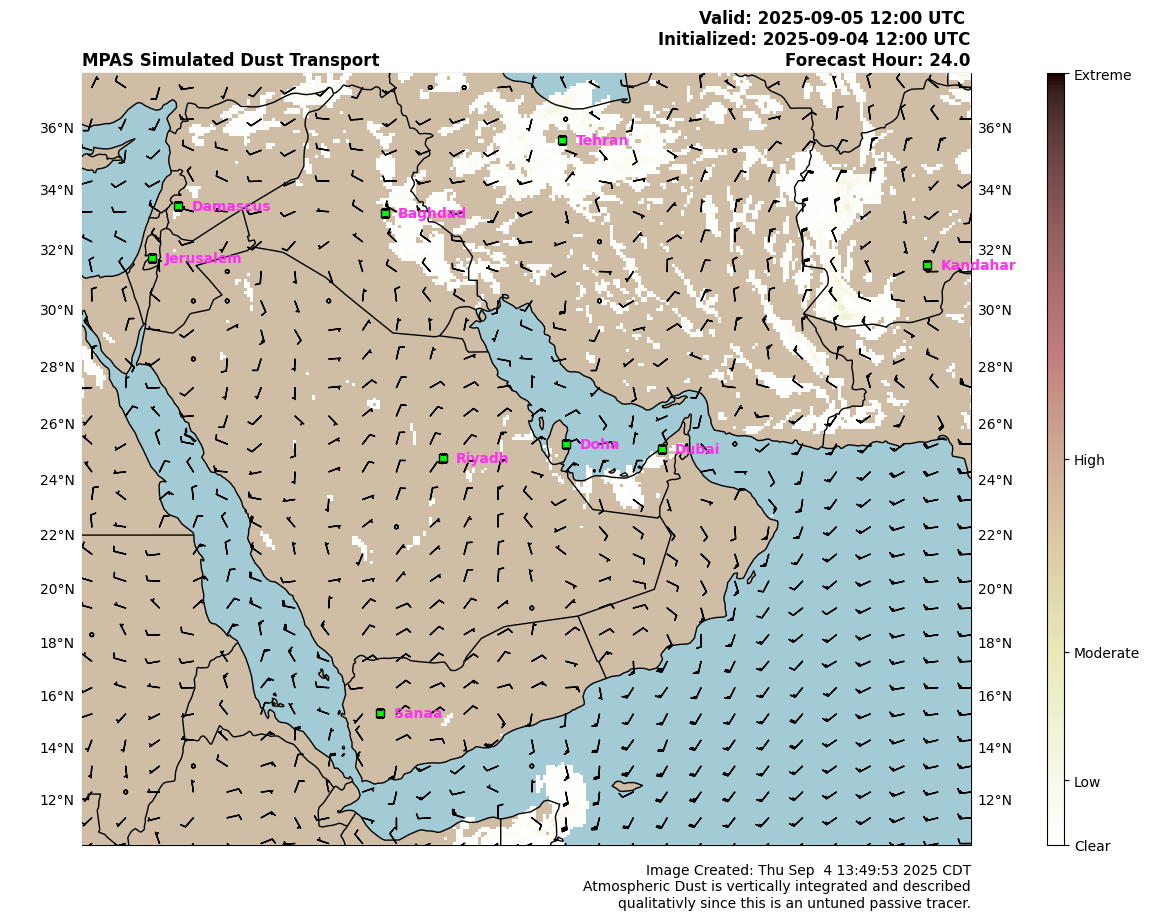 Valid: 2025-09-05 12:00 UTC
Initialized: 2025-09-04 12:00 UTC
MPAS Simulated Dust Transport Forecast Hour: 24.0
Extreme
36°N Tehran 36°N
34°N Damascus Baghdad 34°N
32°N Jerusalem Kandahar 32°N
30°N 30°N
28°N 28°N
26°N Doha Dubai 26°N
High
24°N Riyadh 24°N
22°N 22°N
20°N 20°N
18°N 18°N
Moderate
16°N Sanaa 16°N
14°N 14°N
Low
12°N 12°N
Clear
Image Created: Thu Sep  4 13:49:53 2025 CDT
Atmospheric Dust is vertically integrated and described
qualitativly since this is an untuned passive tracer.